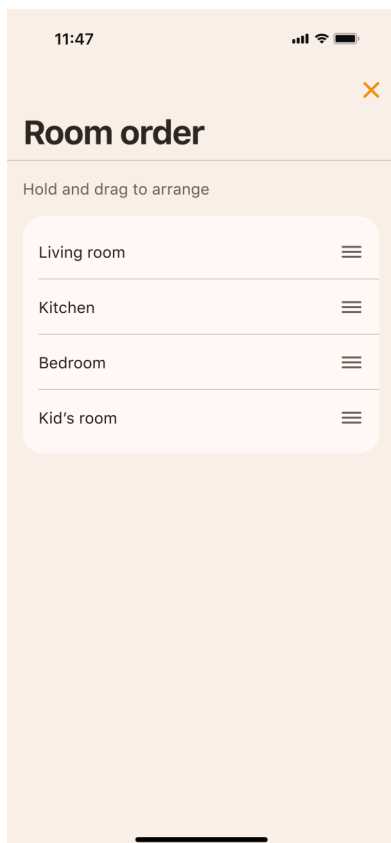 11:47
Room order
Hold and drag to arrange
Living room
Kitchen
Bedroom
Kid's room